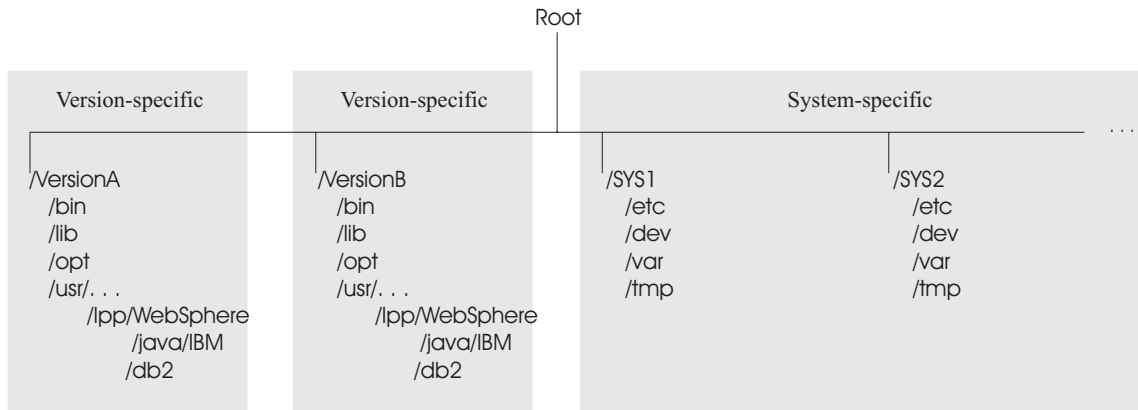 Root
Version-specific
/VersionA
/bin
/lib
/opt
/usr/. . .
/lpp/WebSphere
/java/IBM
/db2
Version-specific
/VersionB
/bin
/lib
/opt
/usr/. . .
/lpp/WebSphere
/java/IBM
/db2
System-specific
/SYS1
/etc
/dev
/var
/tmp
/SYS2
/etc
/dev
/var
/tmp
. . .